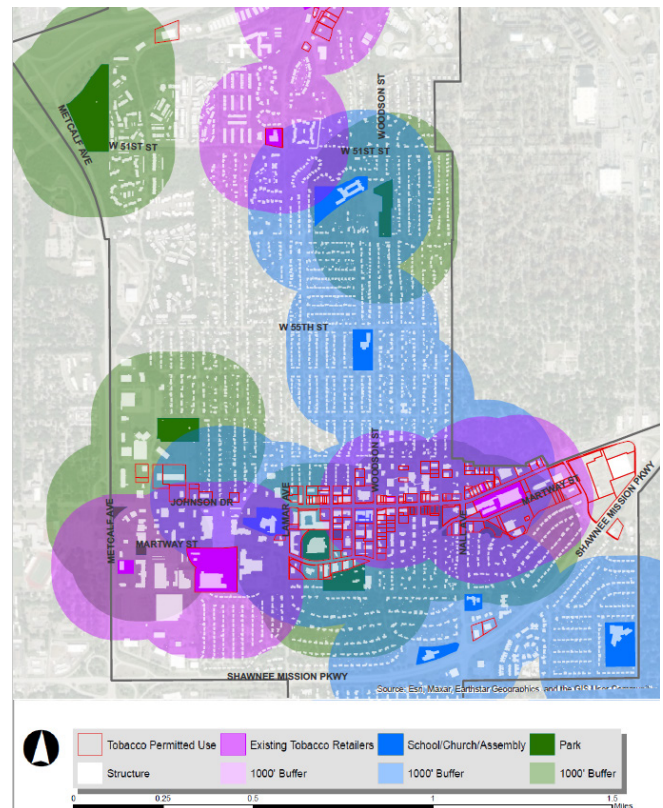 METCALF AVE
W 51ST ST
WOODSON ST
W 51ST ST
W 55TH ST
WOODSON ST
JOHNSON DR
LAMAR AVE
METCALF AVE
MARTWAY ST
NALL AVE
MARTWAY ST
SHAWNEE MISSION PKWY
SHAWNEE MISSION PKWY
Source: Esri, Maxar, Earthstar Geographics, and the GIS User
Tobacco Permitted Use
Existing Tobacco Retailers
School/Church/Assembly
Park
Structure
1000' Buffer
1000' Buffer
1000' Buffer
0 0.25 0.5 1 1.5
Miles